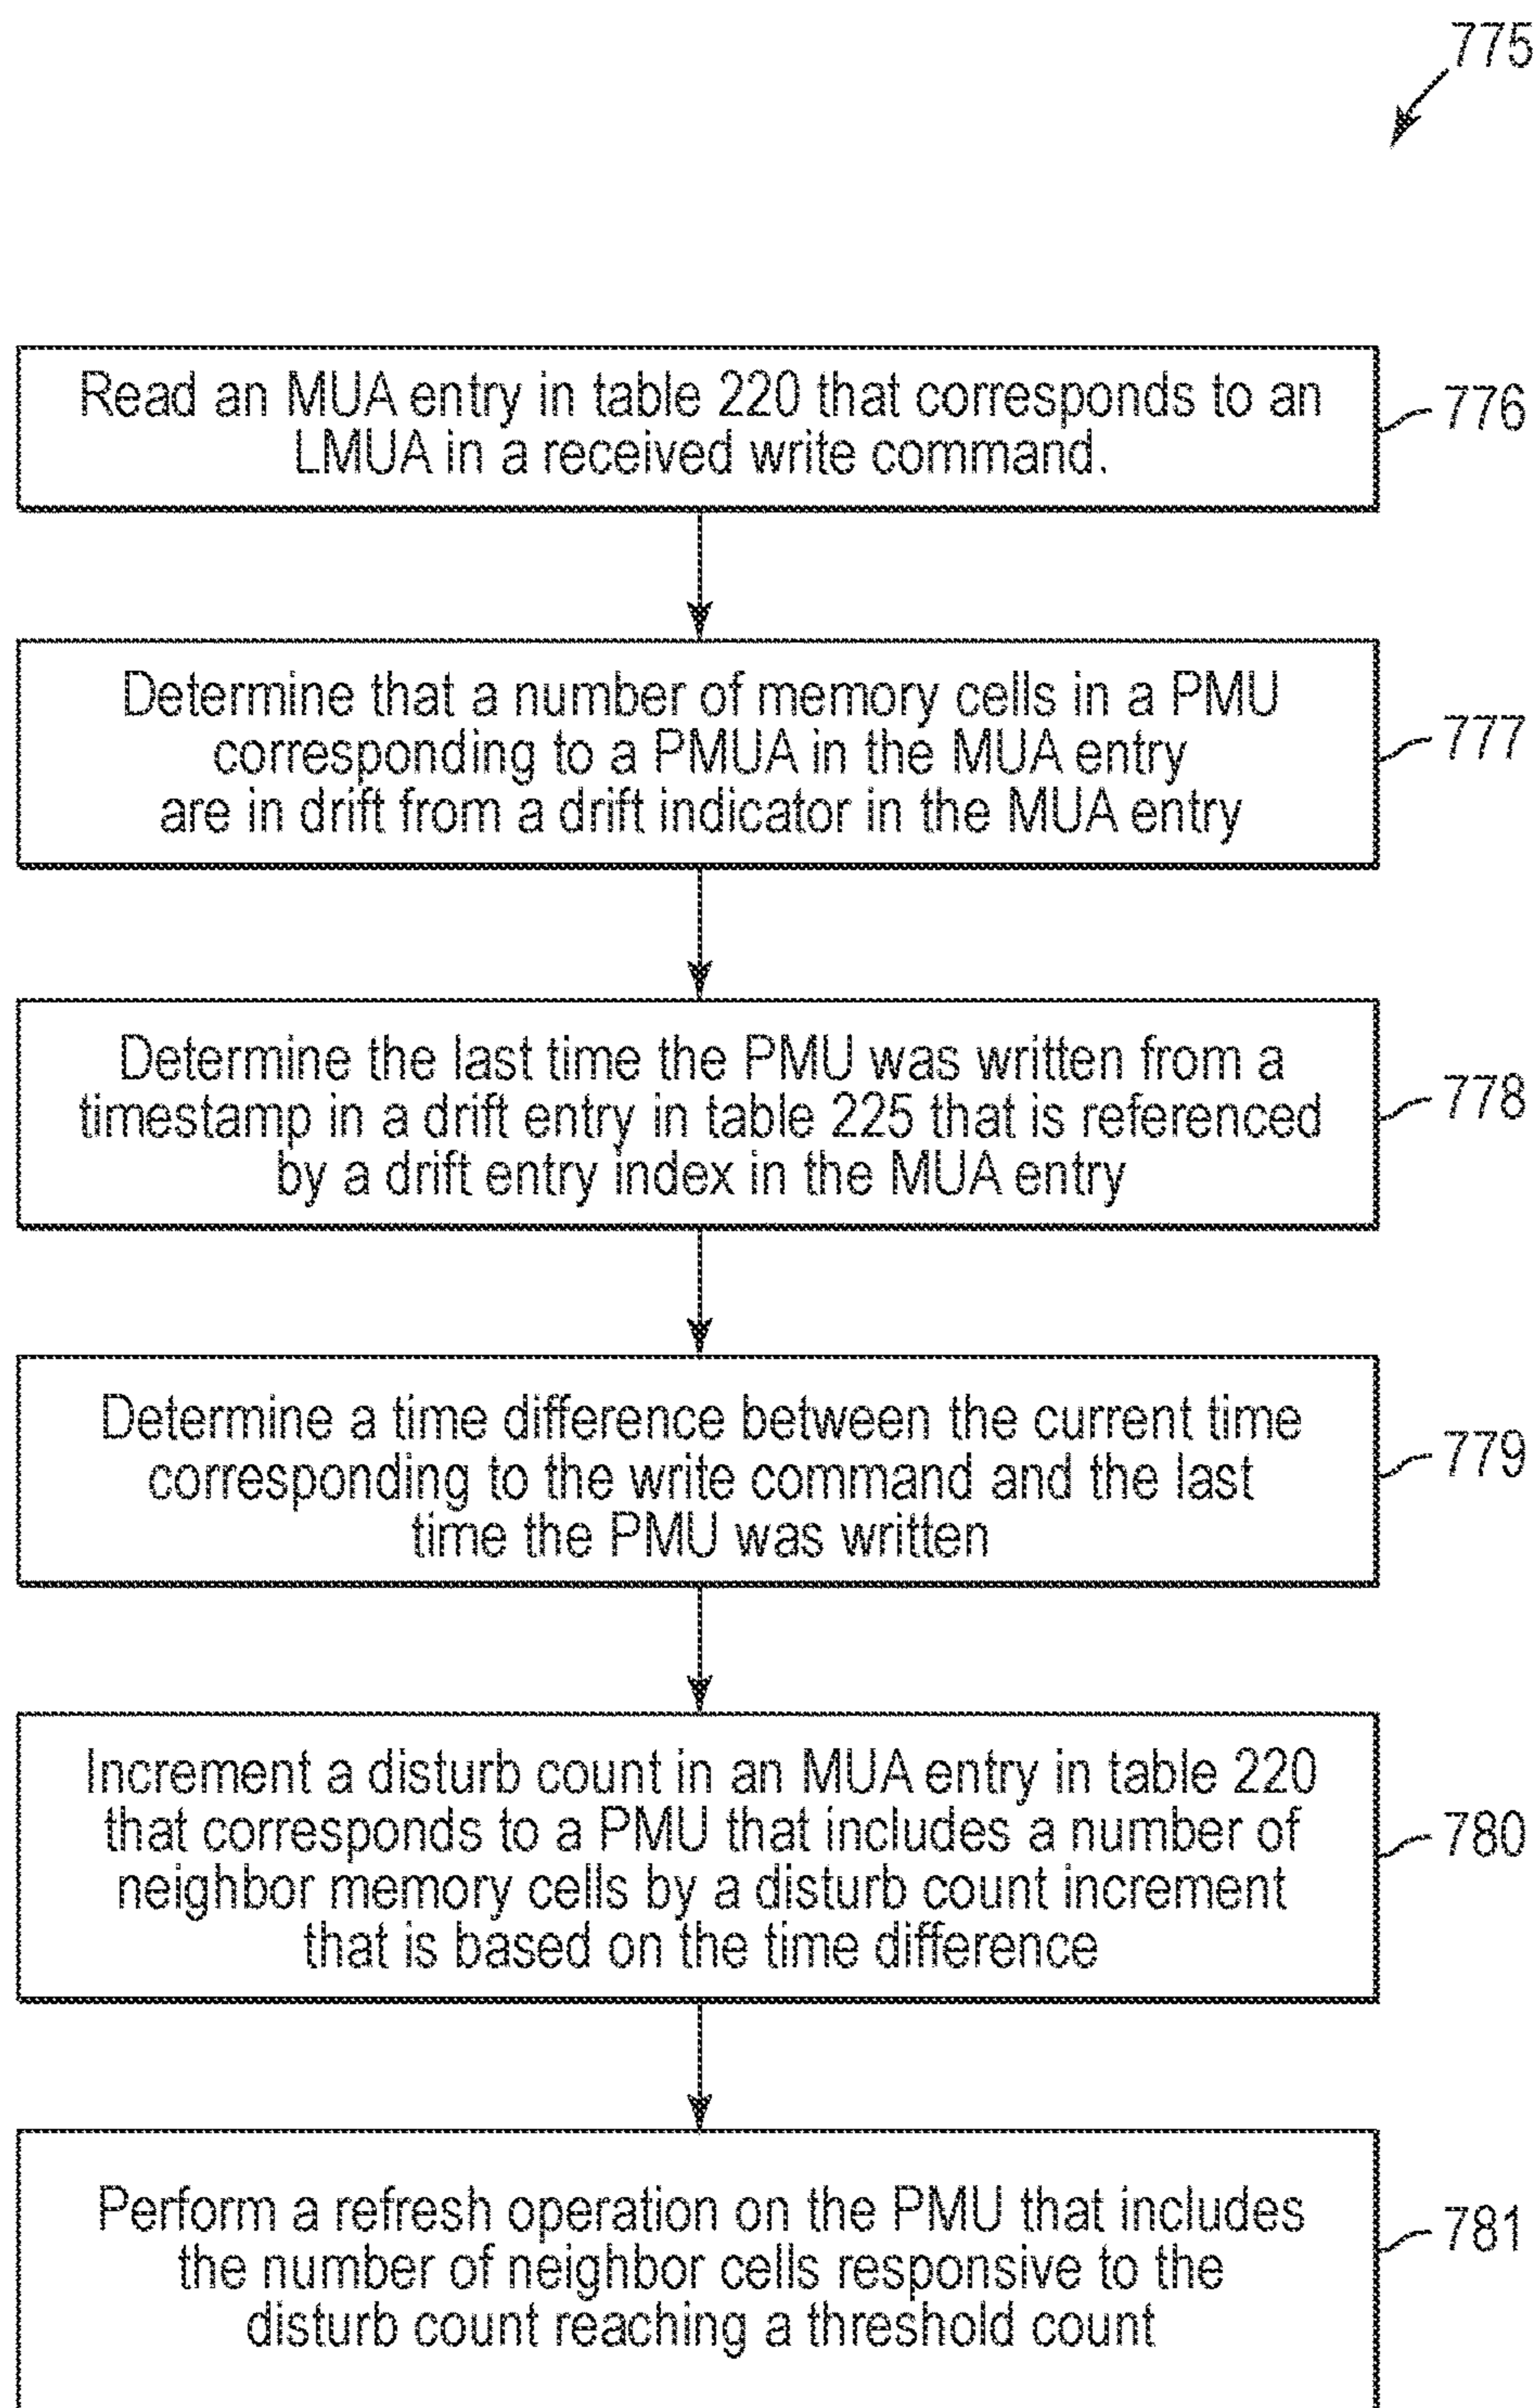 775
Read an MUA entry in table 220 that corresponds to an
LMUA in a received write command.
776
Determine that a number of memory cells in a PMU
corresponding to a PMUA in the MUA entry
are in drift from a drift indicator in the MUA entry
777
Determine the last time the PMU was written from a
timestamp in a drift entry in table 225 that is referenced
by a drift entry index in the MUA entry
778
Determine a time difference between the current time
corresponding to the write command and the last
time the PMU was written
779
Increment a disturb count in an MUA entry in table 220
that corresponds to a PMU that includes a number of
neighbor memory cells by a disturb count increment
that is based on the time difference
780
Perform a refresh operation on the PMU that includes
the number of neighbor cells responsive to the
disturb count reaching a threshold count
781